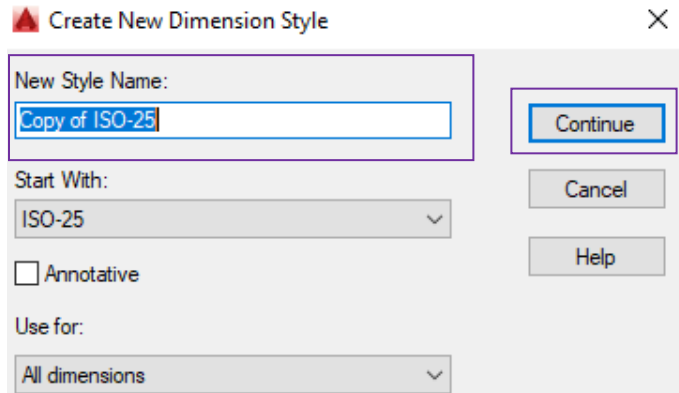 Create New Dimension Style
New Style Name:
Copy of ISO-25
Continue
Start With:
Cancel
ISO-25
Help
Annotative
Use for:
All dimensions